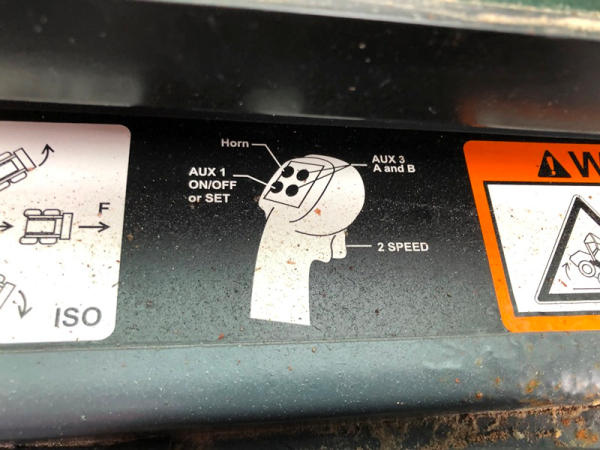 Horn
AUX 1
ON/OFF
or SET
AUX 3
A and B
2 SPEED
F
ISO